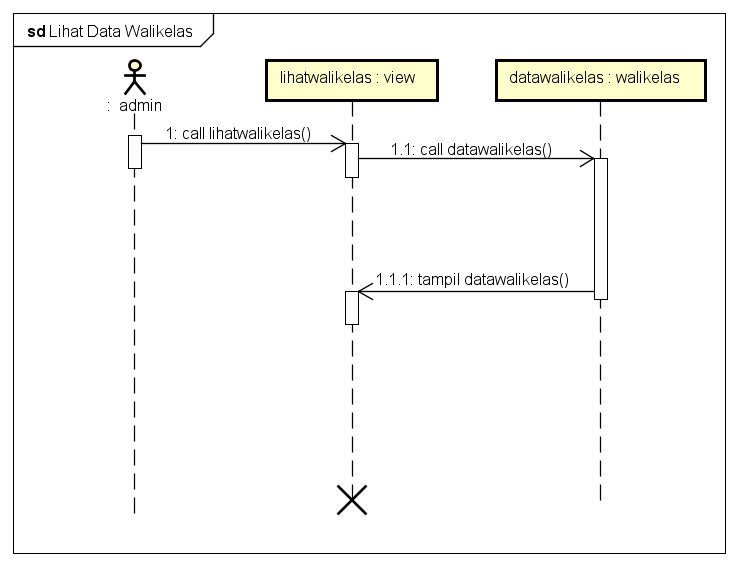 sd Lihat Data Walikelas
: admin
lihatwalikelas : view
datawalikelas : walikelas
1: call lihatwalikelas()
1.1: call datawalikelas()
1.1.1: tampil datawalikelas()